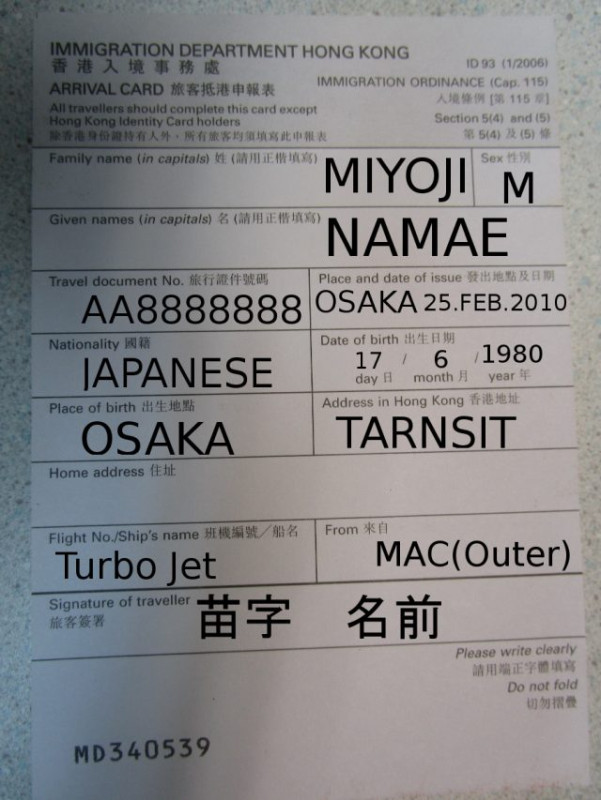 IMMIGRATION DEPARTMENT HONG KONG
香港入境事務處
ID 93 (1/2006)
ARRIVAL CARD 旅客抵港申報表
IMMIGRATION ORDINANCE (Cap. 115)
人境條例 [第 115 章]
All travellers should complete this card except
Hong Kong Identity Card holders
除香港身份證持有人外，所有旅客均須填寫此申報表
Section 5(4) and (5)
第 5(4) 及 (5) 條
Family name (in capitals) 姓 (請用正楷填寫) MIYOJI
Sex 性別 M
Given names (in capitals) 名 (請用正楷填寫) NAMAE
Travel document No. 旅行證件號碼
AA8888888
Place and date of issue 發出地點及日期
OSAKA 25.FEB.2010
Nationality 國籍
JAPANESE
Date of birth 出生日期
17 / 6 / 1980
day 日 month 月 year 年
Place of birth 出生地點
OSAKA
Address in Hong Kong 香港地址
TARNSIT
Home address 住址
Flight No./Ship's name 班機編號／船名
Turbo Jet
From 來自
MAC(Outer)
Signature of traveller 苗字 名前
旅客簽署
Please write clearly
請用端正字體填寫
Do not fold
切勿摺疊
MD340539